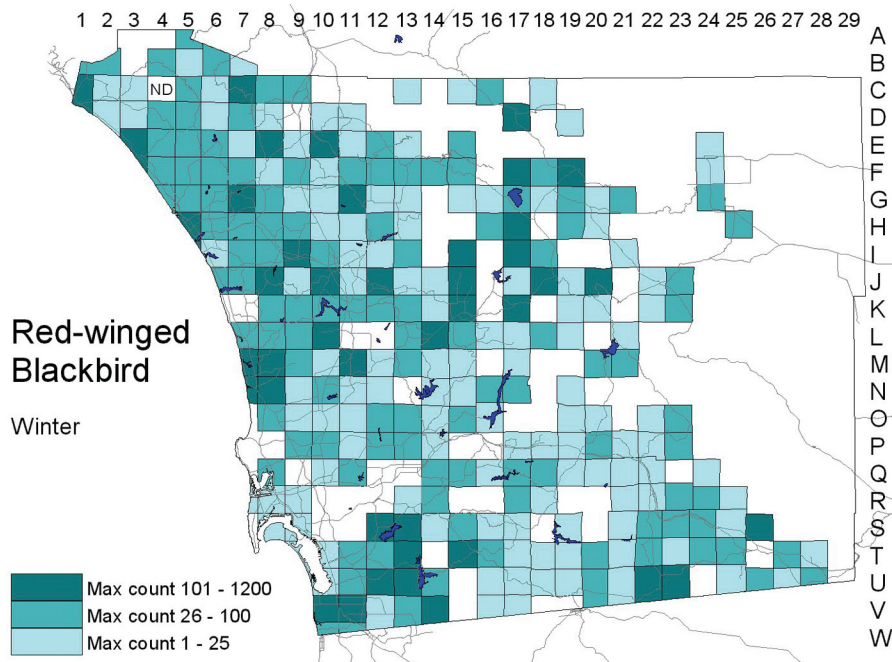 1 2 3 4 5 6 7 8 9 10 11 12 13 14 15 16 17 18 19 20 21 22 23 24 25 26 27 28 29
A
B
C
ND
D
E
F
G
H
I
J
K
L
M
N
O
P
Q
R
S
T
U
V
W
Red-winged
Blackbird
Winter
Max count 101 - 1200
Max count 26 - 100
Max count 1 - 25